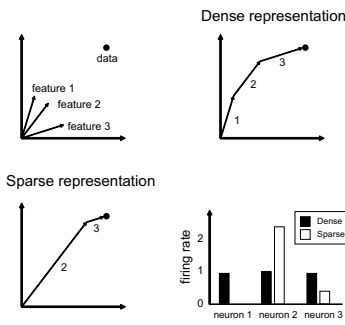 Dense representation
data
feature 1
feature 2
feature 3
1
2
3
Sparse representation
2
3
firing rate
2
1
0
Dense
Sparse
neuron 1 neuron 2 neuron 3